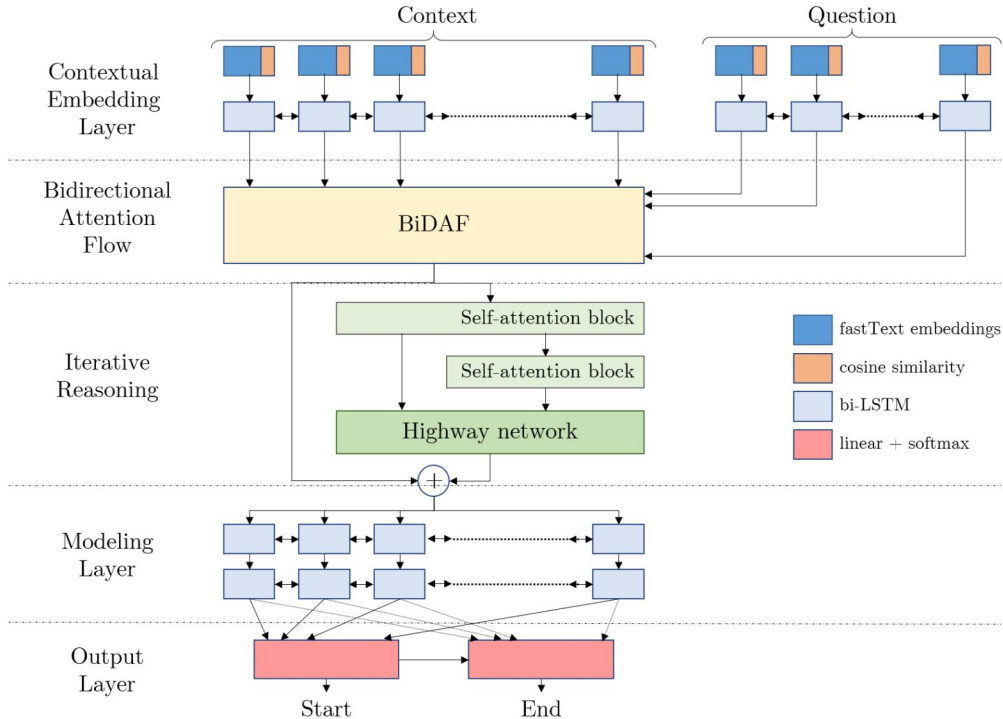 Context
Question
Contextual
Embedding
Layer
Bidirectional
Attention
Flow
BiDAF
Iterative
Reasoning
Self-attention block
Self-attention block
Highway network
+
fastText embeddings
cosine similarity
bi-LSTM
linear + softmax
Modeling
Layer
Output
Layer
Start
End